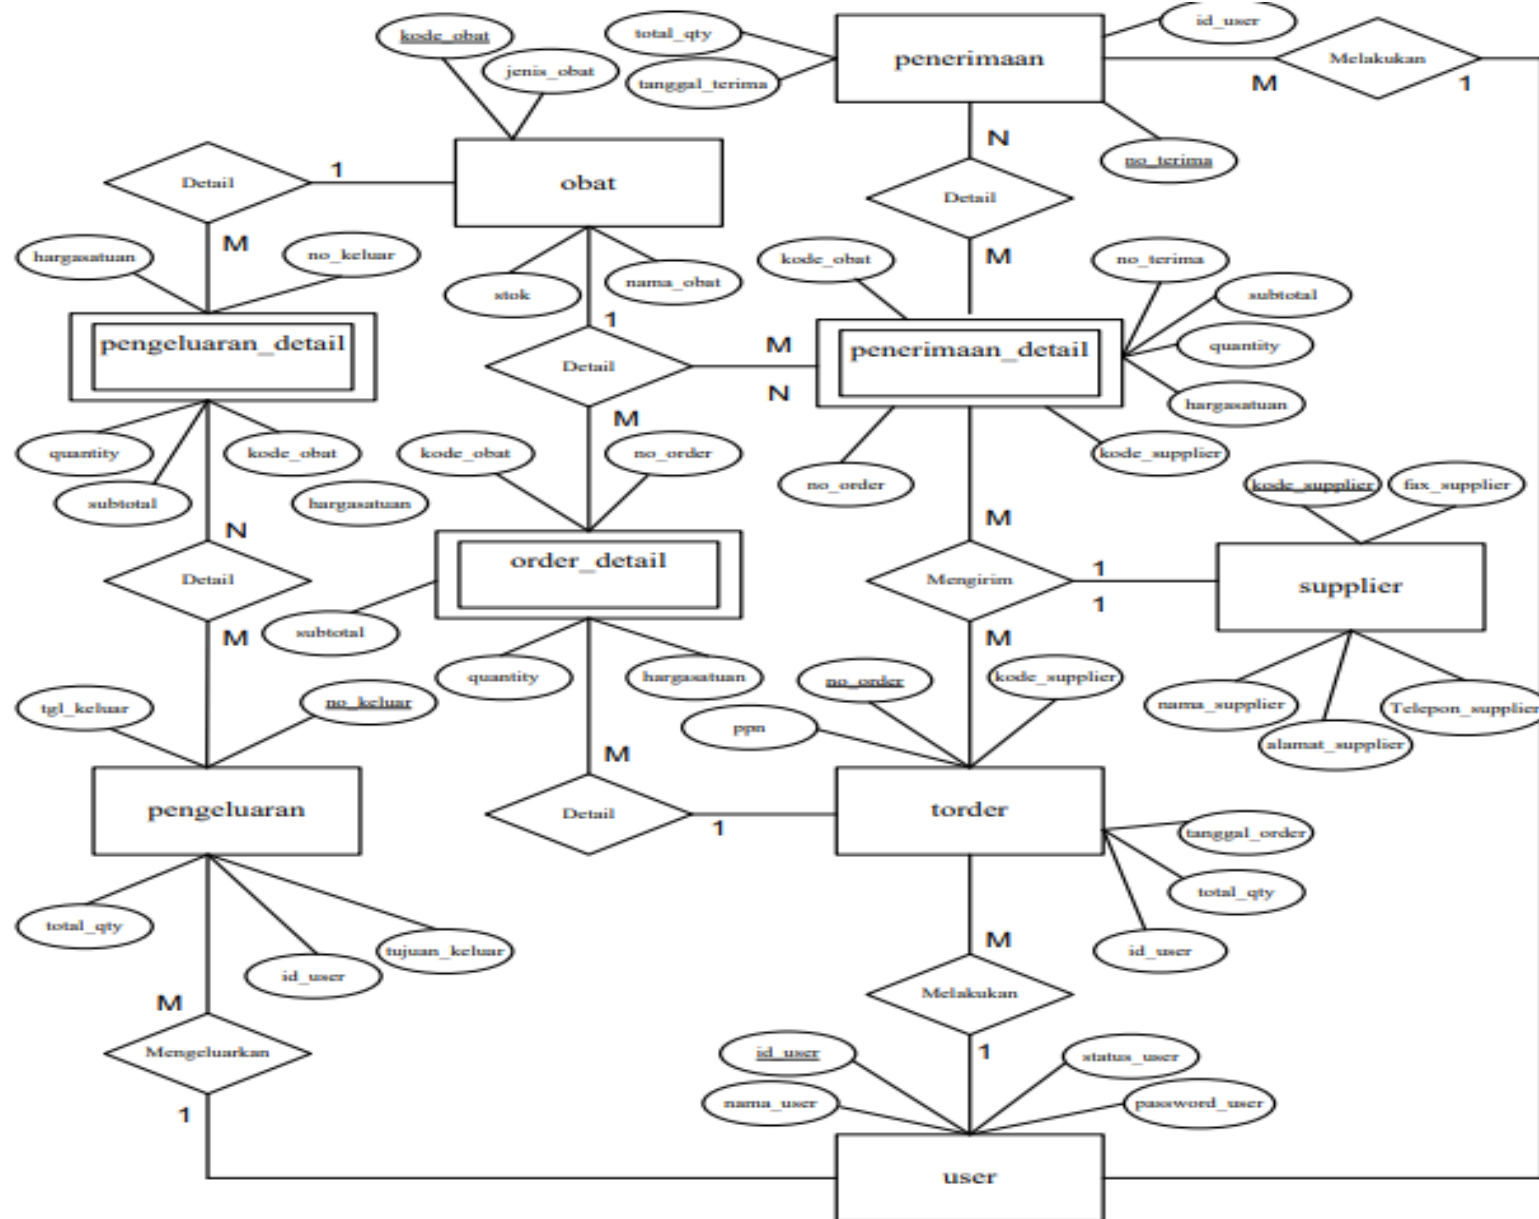 id_user
kode_obat
total_qty
penerimaan
Melakukan
jenis_obat
tanggal_terima
M
1
N
no_terima
1
Detail
obat
Detail
M
hargasatuan
no_keluar
M
kode_obat
no_terima
stok
nama_obat
subtotal
1
pengeluaran_detail
M
penerimaan_detail
quantity
Detail
N
hargasatuan
M
quantity
kode_obat
kode_obat
no_order
kode_supplier
subtotal
hargasatuan
no_order
kode_supplier
fax_supplier
N
M
order_detail
Detail
Mengirim
1
supplier
1
subtotal
M
M
quantity
hargasatuan
no_order
kode_supplier
tgl_keluar
no_keluar
nama_supplier
Telepon_supplier
ppn
alamat_supplier
M
pengeluaran
Detail
1
torder
tanggal_order
total_qty
total_qty
tujuan_keluar
M
id_user
id_user
M
Melakukan
Mengeluarkan
id_user
1
status_user
nama_user
password_user
1
user